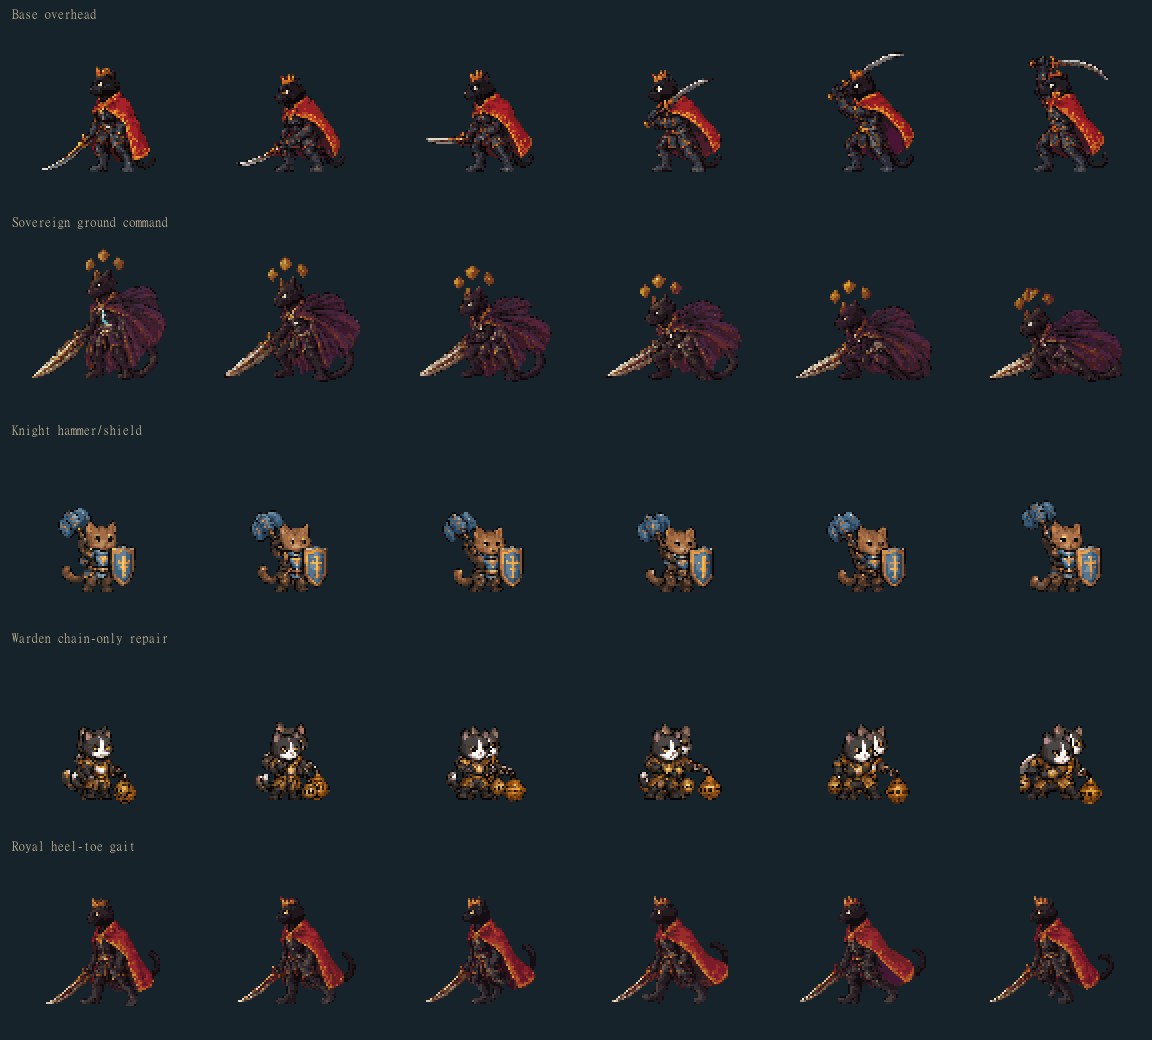 Base overhead
Sovereign ground command
Knight hammer/shield
Warden chain-only repair
Royal heel-toe gait